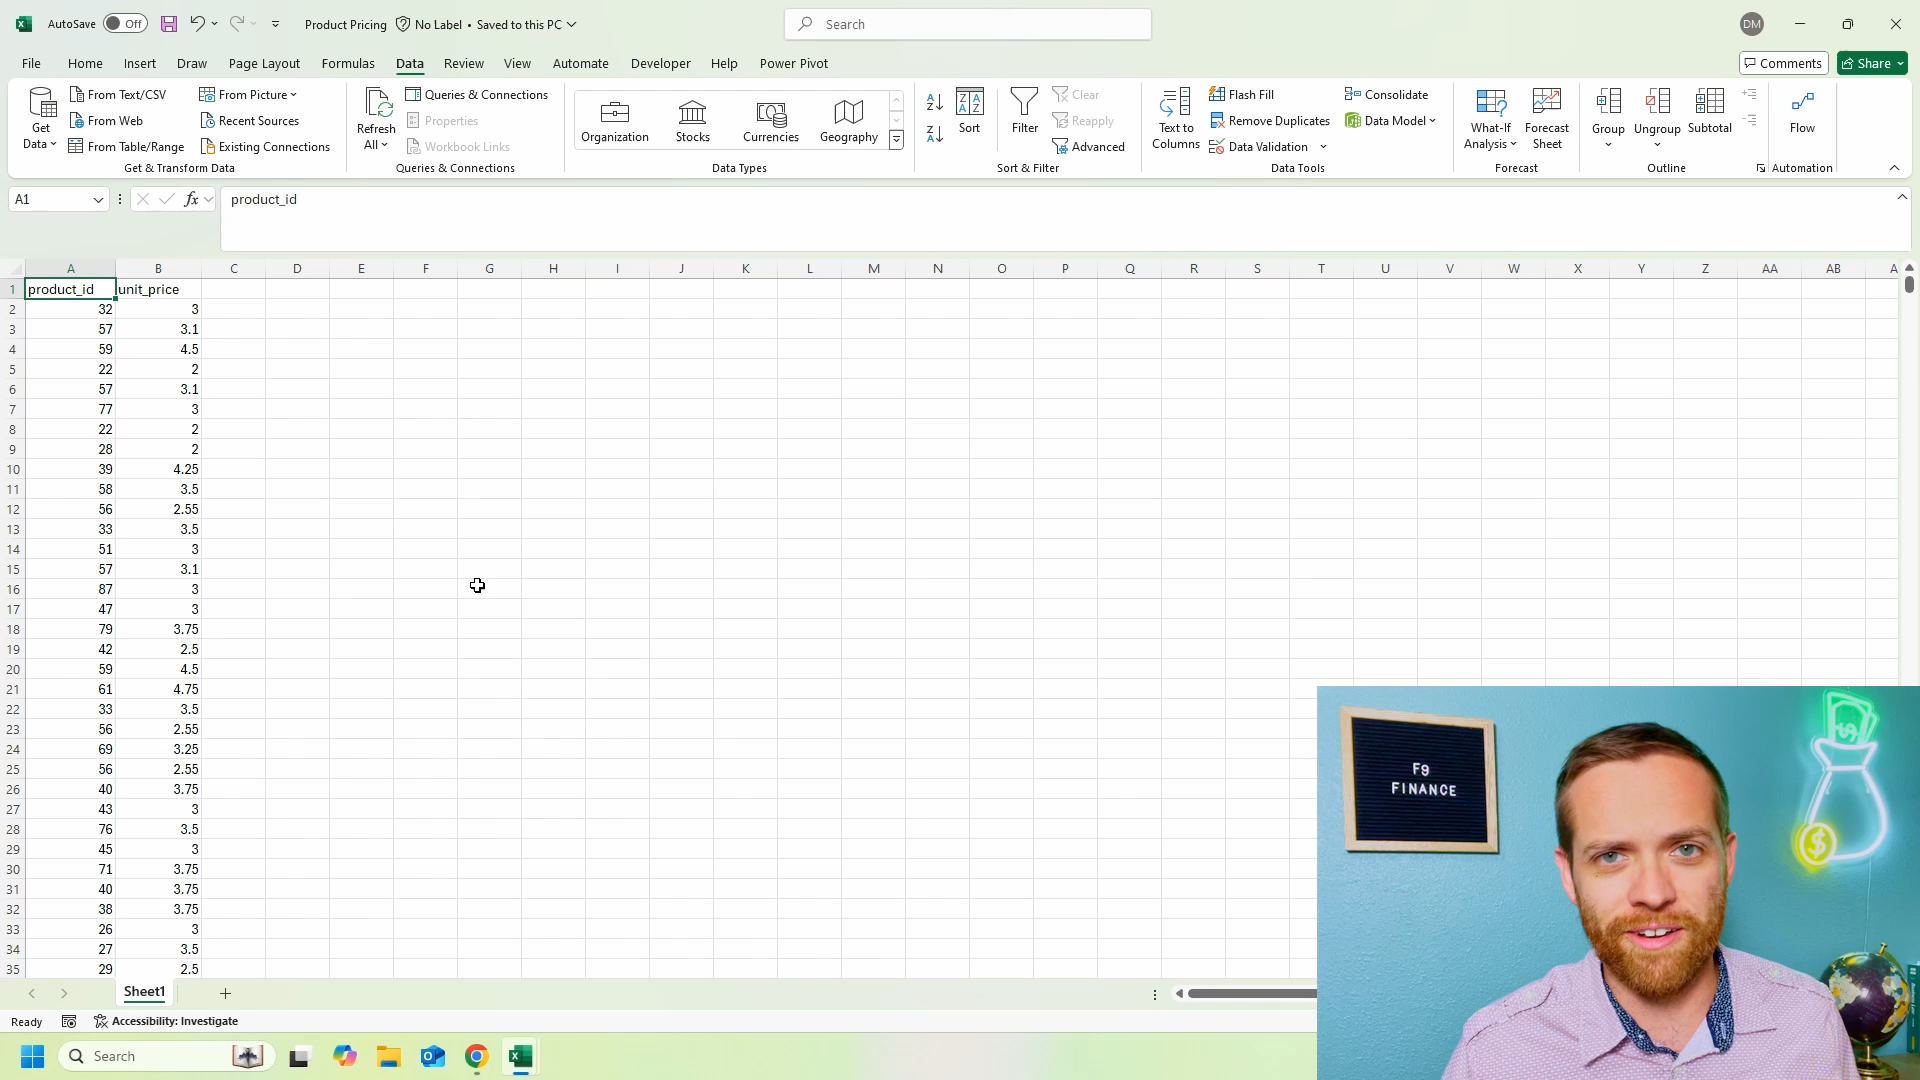 AutoSave Off Product Pricing No Label • Saved to this PC Search DM
File Home Insert Draw Page Layout Formulas Data Review View Automate Developer Help Power Pivot Comments Share
Get Data
From Text/CSV
From Web
From Table/Range
From Picture
Recent Sources
Existing Connections
Get & Transform Data
Refresh All
Queries & Connections
Properties
Workbook Links
Queries & Connections
Organization Stocks Currencies Geography
Data Types
Sort
Filter
Clear
Reapply
Advanced
Sort & Filter
Text to Columns
Flash Fill
Remove Duplicates
Data Validation
Consolidate
Data Model
Data Tools
What-If Analysis
Forecast Sheet
Forecast
Group
Ungroup
Subtotal
Outline
Flow
Automation
A1 fx product_id
A B C D E F G H I J K L M N O P Q R S T U V W X Y Z AA AB A
1 product_id unit_price
2 32 3
3 57 3.1
4 59 4.5
5 22 2
6 57 3.1
7 77 3
8 22 2
9 28 2
10 39 4.25
11 58 3.5
12 56 2.55
13 33 3.5
14 51 3
15 57 3.1
16 87 3
17 47 3
18 79 3.75
19 42 2.5
20 59 4.5
21 61 4.75
22 33 3.5
23 56 2.55
24 69 3.25
25 56 2.55
26 40 3.75
27 43 3
28 76 3.5
29 45 3
30 71 3.75
31 40 3.75
32 38 3.75
33 26 3
34 27 3.5
35 29 2.5
F9
FINANCE
Sheet1
Ready Accessibility: Investigate
Search